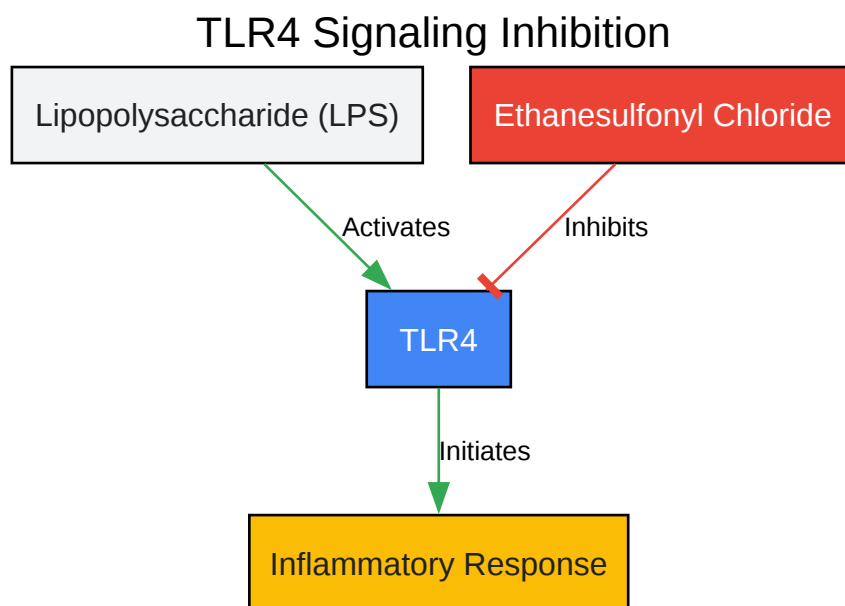 TLR4 Signaling Inhibition
Lipopolysaccharide (LPS)
Ethanesulfonyl Chloride
Activates
Inhibits
TLR4
Initiates
Inflammatory Response